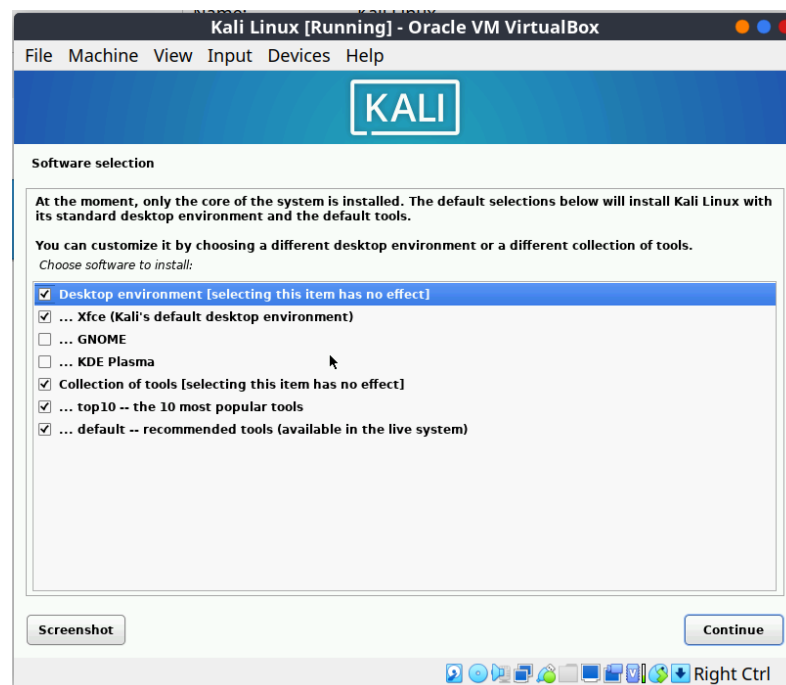 Name: Kali Linux
Kali Linux [Running] - Oracle VM VirtualBox
File Machine View Input Devices Help
KALI
Software selection
At the moment, only the core of the system is installed. The default selections below will install Kali Linux with
its standard desktop environment and the default tools.
You can customize it by choosing a different desktop environment or a different collection of tools.
Choose software to install:
Desktop environment [selecting this item has no effect]
... Xfce (Kali's default desktop environment)
... GNOME
... KDE Plasma
Collection of tools [selecting this item has no effect]
... top10 -- the 10 most popular tools
... default -- recommended tools (available in the live system)
Screenshot
Continue
Right Ctrl